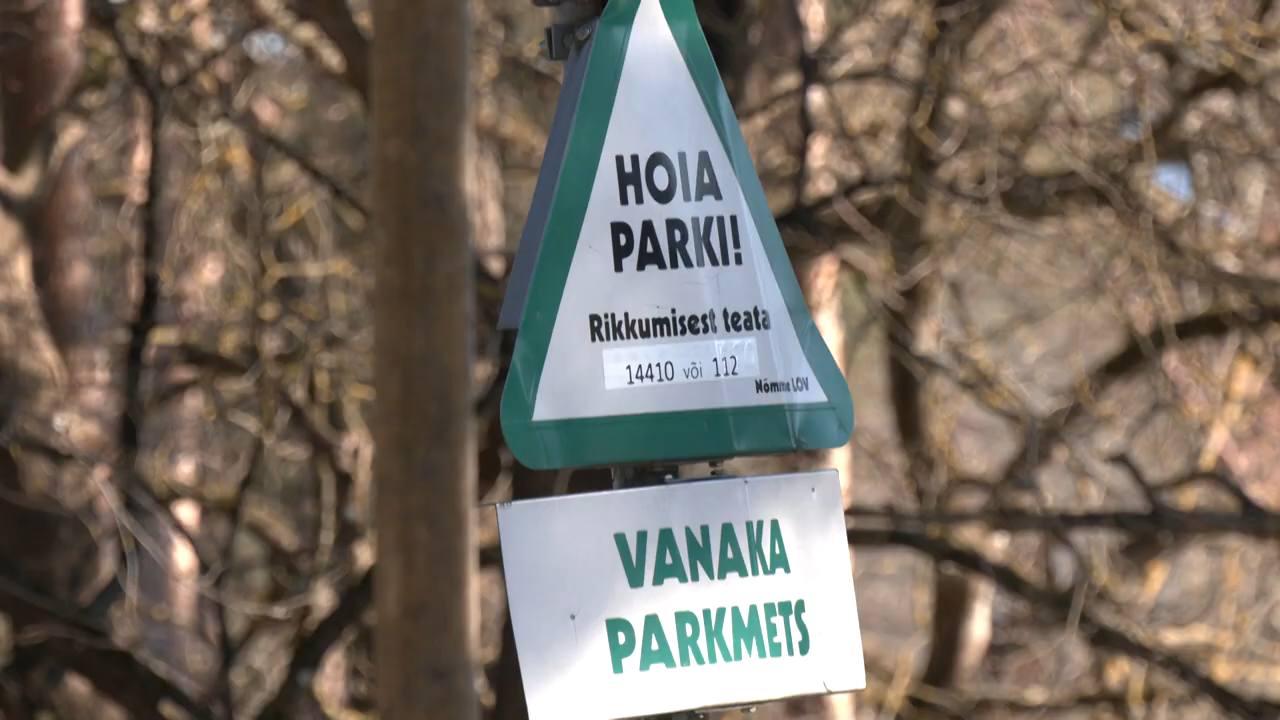 HOIA
PARKI!
Rikkumisest teata
14410 või 112
Nõmme LOV
VANAKA
PARKMETS